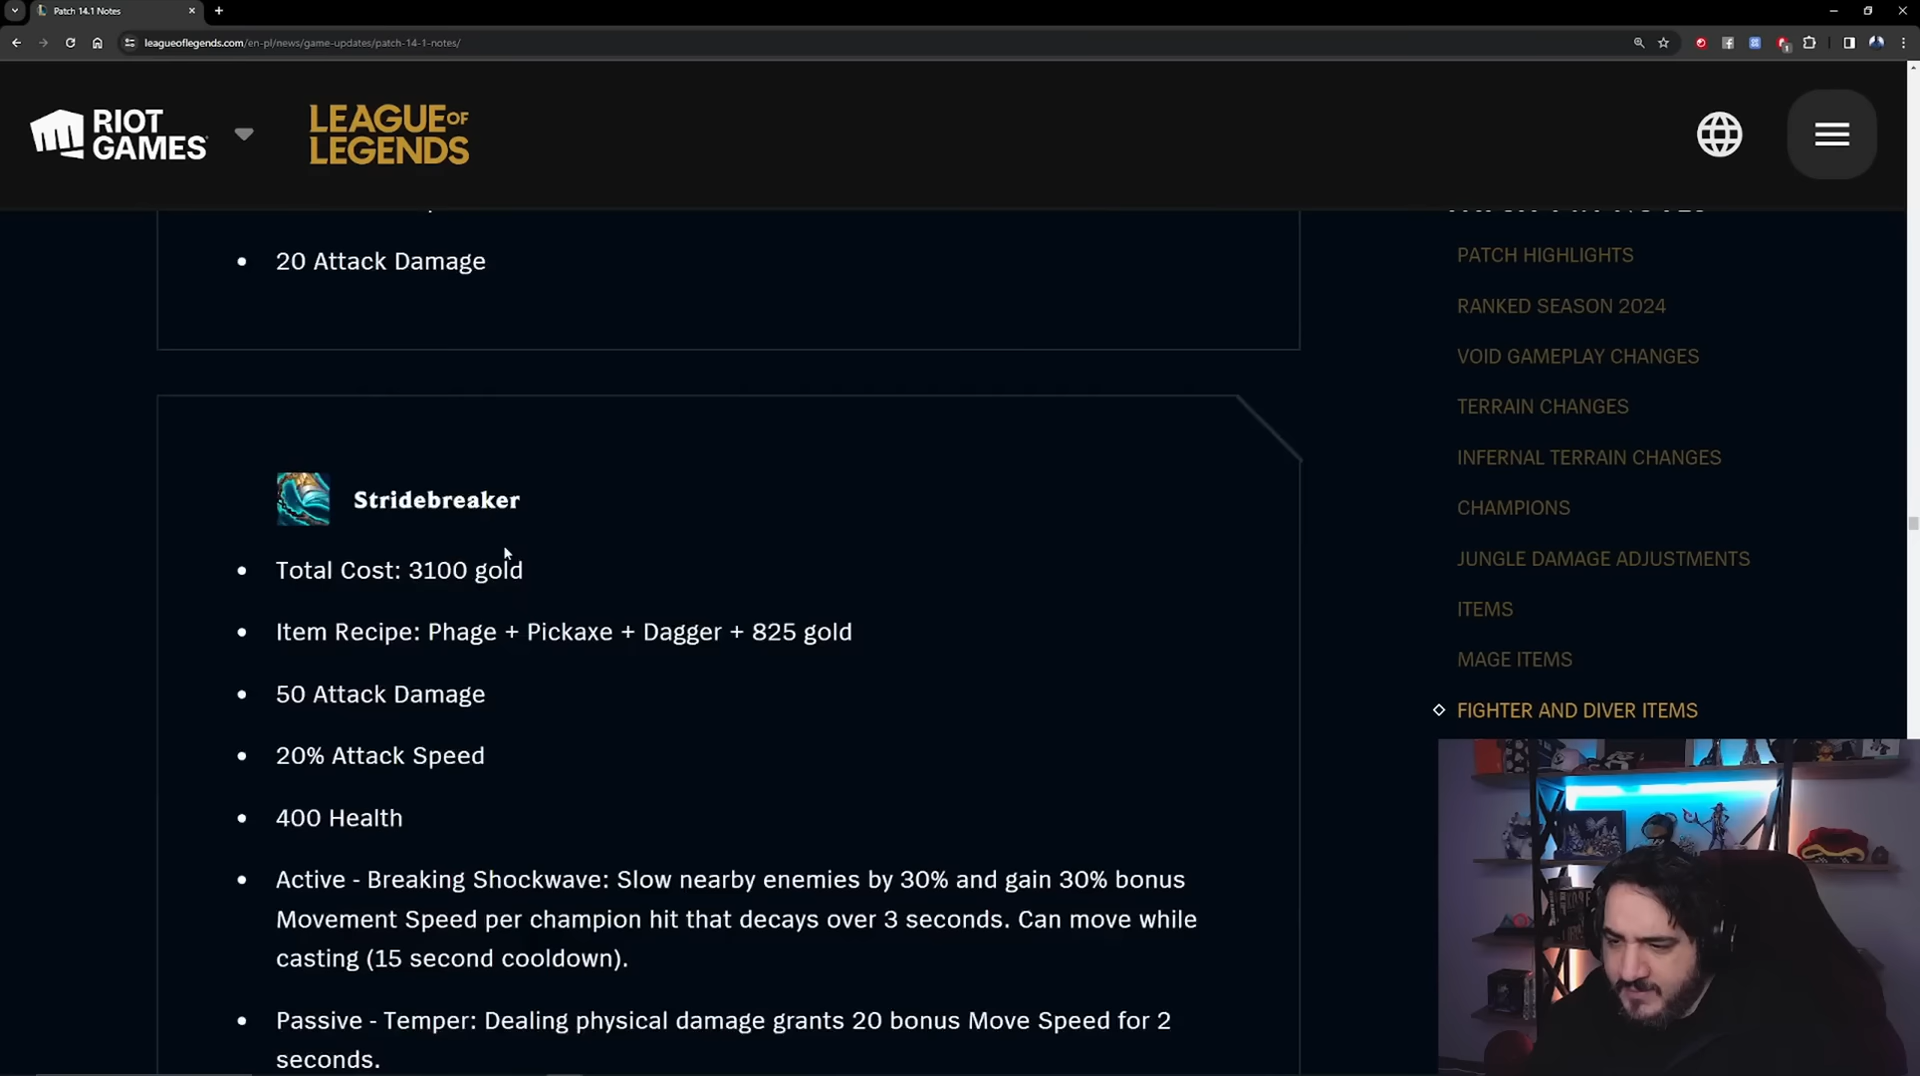 Patch 14.1 Notes
leagueoflegends.com/en-pl/news/game-updates/patch-14-1-notes/
RIOT
GAMES
LEAGUE OF
LEGENDS
20 Attack Damage
Stridebreaker
Total Cost: 3100 gold
Item Recipe: Phage + Pickaxe + Dagger + 825 gold
50 Attack Damage
20% Attack Speed
400 Health
Active - Breaking Shockwave: Slow nearby enemies by 30% and gain 30% bonus
Movement Speed per champion hit that decays over 3 seconds. Can move while
casting (15 second cooldown).
Passive - Temper: Dealing physical damage grants 20 bonus Move Speed for 2
seconds.
PATCH HIGHLIGHTS
RANKED SEASON 2024
VOID GAMEPLAY CHANGES
TERRAIN CHANGES
INFERNAL TERRAIN CHANGES
CHAMPIONS
JUNGLE DAMAGE ADJUSTMENTS
ITEMS
MAGE ITEMS
FIGHTER AND DIVER ITEMS